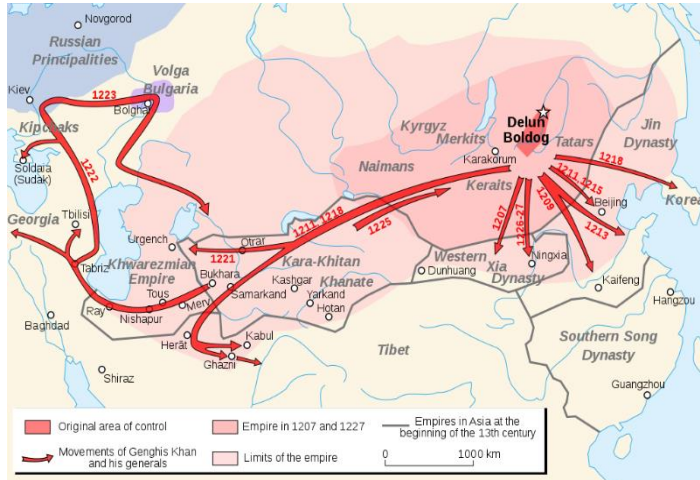 Novgorod
Russian
Principalities
Volga
Bulgaria
Kiev
1223
Bolghar
Kipchaks
Soldara
(Sudak)
1222
Georgia
Tbilisi
Tabriz
Urgench
Khwarezmian
Empire
Otrar
1221
Bukhara
Samarkand
Ray
Nishapur
Tous
Merv
Baghdad
Shiraz
Herât
Kabul
Ghazni
1211, 1218
1225
Kara-Khitan
Khanate
Kashgar
Yarkand
Hotan
Tibet
Naimans
Kyrgyz
Merkits
Karakorum
Keraits
Delun
Boldog
Tatars
Jin
Dynasty
1218
Korea
1211, 1215
Beijing
1213
1209
1207
1226-27
Western
Xia
Dynasty
Dunhuang
Ningxia
Kaifeng
Hangzou
Southern Song
Dynasty
Guangzhou
Original area of control
Movements of Genghis Khan
and his generals
Empire in 1207 and 1227
Limits of the empire
Empires in Asia at the
beginning of the 13th century
0 1000 km